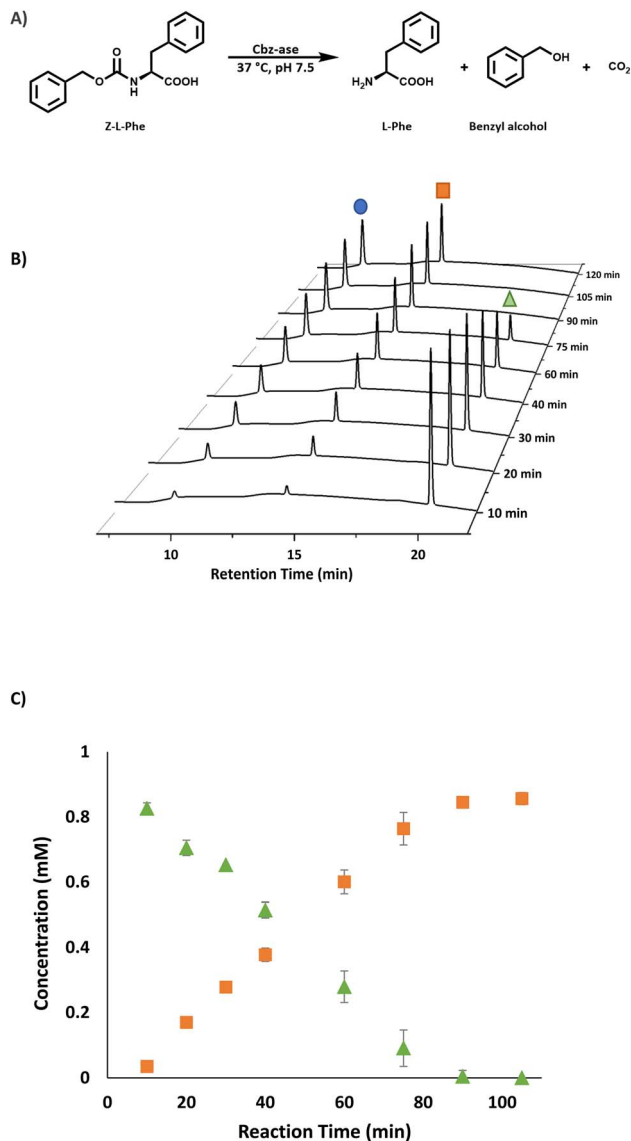 A)
O
O
N
H
COOH
Z-L-Phe
Cbz-ase
37 °C, pH 7.5
H₂N
COOH
L-Phe
+
OH
Benzyl alcohol
+
CO₂
B)
120 min
105 min
90 min
75 min
60 min
40 min
30 min
20 min
10 min
10
15
20
Retention Time (min)
C)
1
0.8
0.6
0.4
0.2
0
Concentration (mM)
0
20
40
60
80
100
Reaction Time (min)